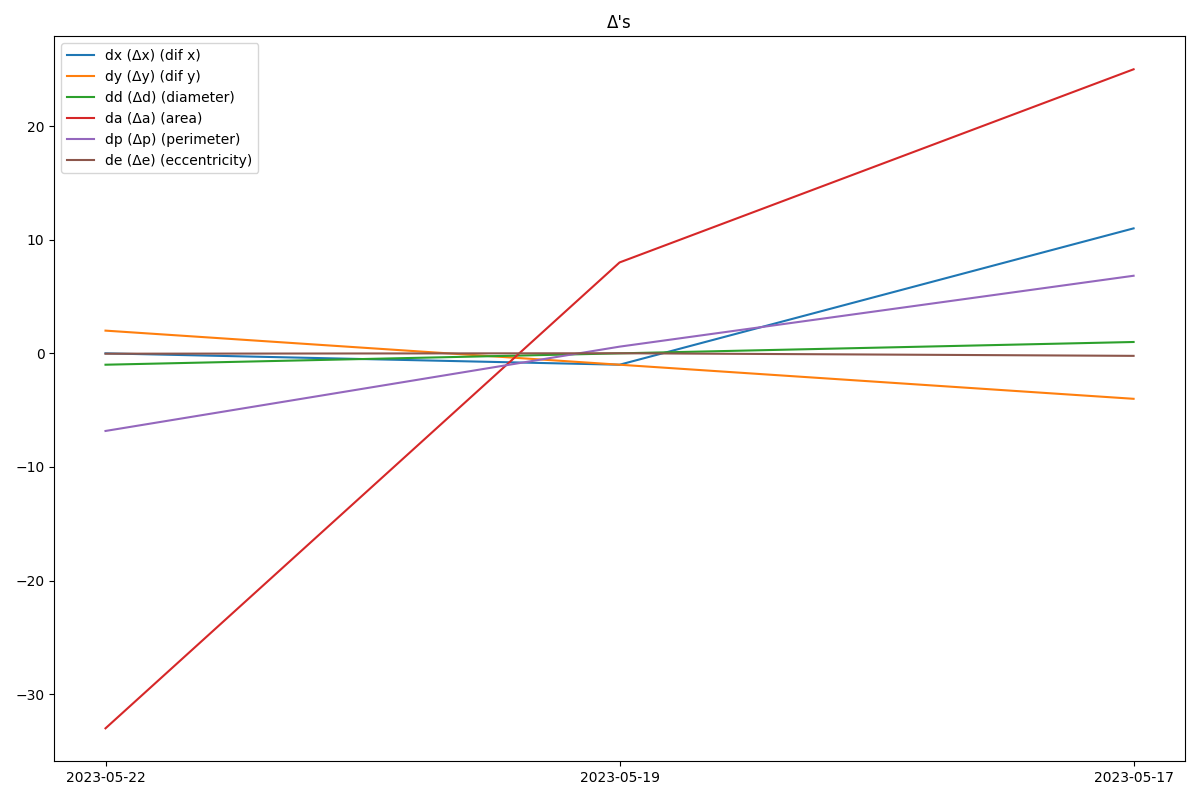 Δ's
dx (Δx) (dif x)
dy (Δy) (dif y)
dd (Δd) (diameter)
da (Δa) (area)
dp (Δp) (perimeter)
de (Δe) (eccentricity)
20
10
0
−10
−20
−30
2023-05-22 2023-05-19 2023-05-17